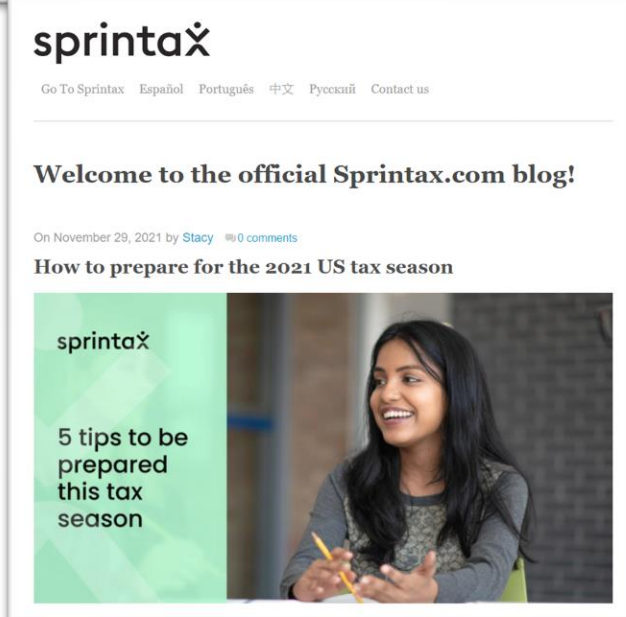 sprintax
Go To Sprintax Español Português 中文 Русский Contact us
Welcome to the official Sprintax.com blog!
On November 29, 2021 by Stacy 0 comments
How to prepare for the 2021 US tax season
sprintax
5 tips to be
prepared
this tax
season